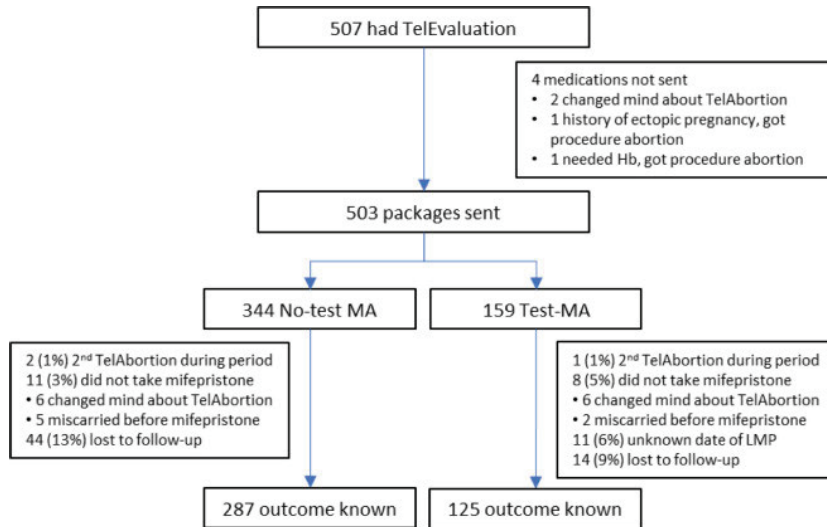 507 had TelEvaluation
4 medications not sent
• 2 changed mind about TelAbortion
• 1 history of ectopic pregnancy, got
procedure abortion
• 1 needed Hb, got procedure abortion
503 packages sent
344 No-test MA
159 Test-MA
2 (1%) 2nd TelAbortion during period
11 (3%) did not take mifepristone
• 6 changed mind about TelAbortion
• 5 miscarried before mifepristone
44 (13%) lost to follow-up
1 (1%) 2nd TelAbortion during period
8 (5%) did not take mifepristone
• 6 changed mind about TelAbortion
• 2 miscarried before mifepristone
11 (6%) unknown date of LMP
14 (9%) lost to follow-up
287 outcome known
125 outcome known